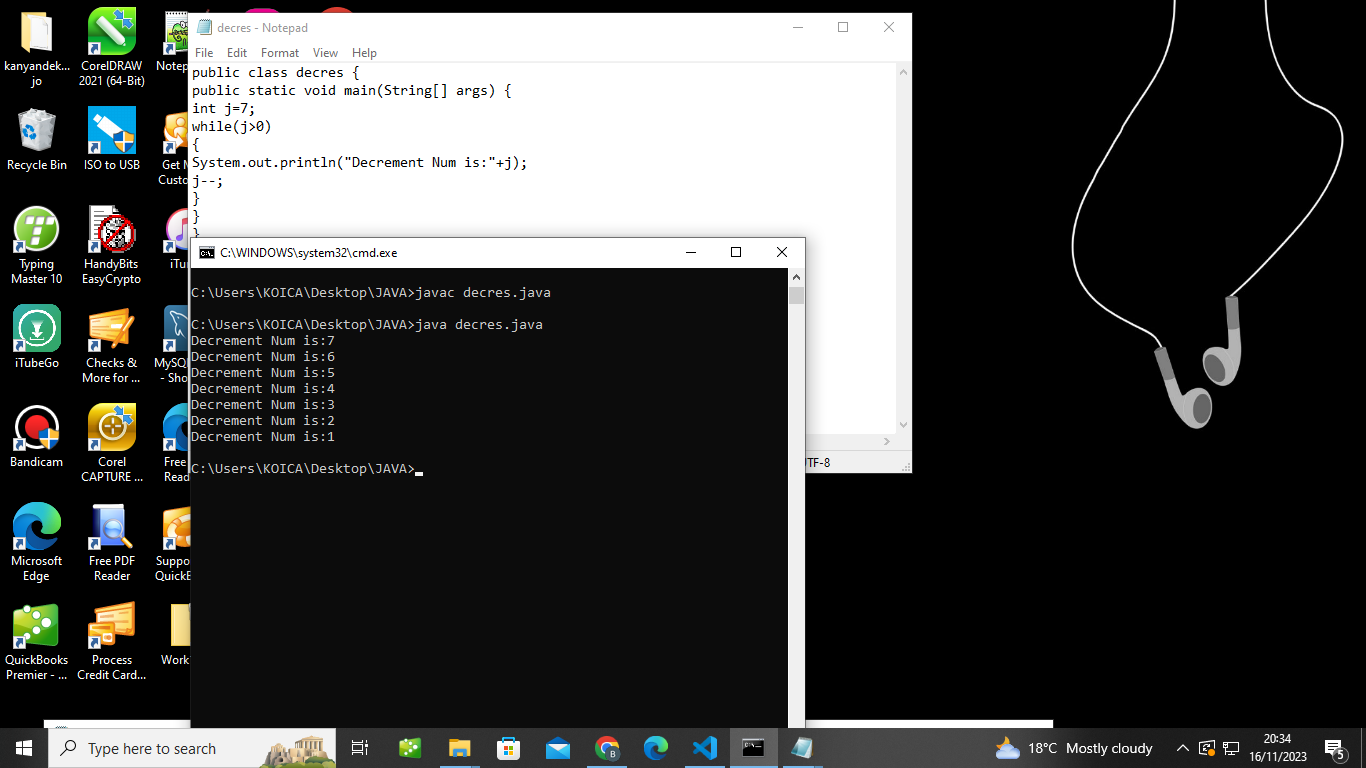 kanyandek...
jo
CorelDRAW
2021 (64-Bit)
Notep
Recycle Bin
ISO to USB
Get M
Custo
Typing
Master 10
HandyBits
EasyCrypto
iTu
iTubeGo
Checks &
More for ...
MySQ
- Sho
Bandicam
Corel
CAPTURE ...
Free
Read
Microsoft
Edge
Free PDF
Reader
Suppo
QuickB
QuickBooks
Premier - ...
Process
Credit Card...
Work
decres - Notepad
File Edit Format View Help
public class decres {
public static void main(String[] args) {
int j=7;
while(j>0)
{
System.out.println("Decrement Num is:"+j);
j--;
}
}
}
UTF-8
C:\WINDOWS\system32\cmd.exe
C:\Users\KOICA\Desktop\JAVA>javac decres.java
C:\Users\KOICA\Desktop\JAVA>java decres.java
Decrement Num is:7
Decrement Num is:6
Decrement Num is:5
Decrement Num is:4
Decrement Num is:3
Decrement Num is:2
Decrement Num is:1
C:\Users\KOICA\Desktop\JAVA>
Type here to search
18°C Mostly cloudy
20:34
16/11/2023
5